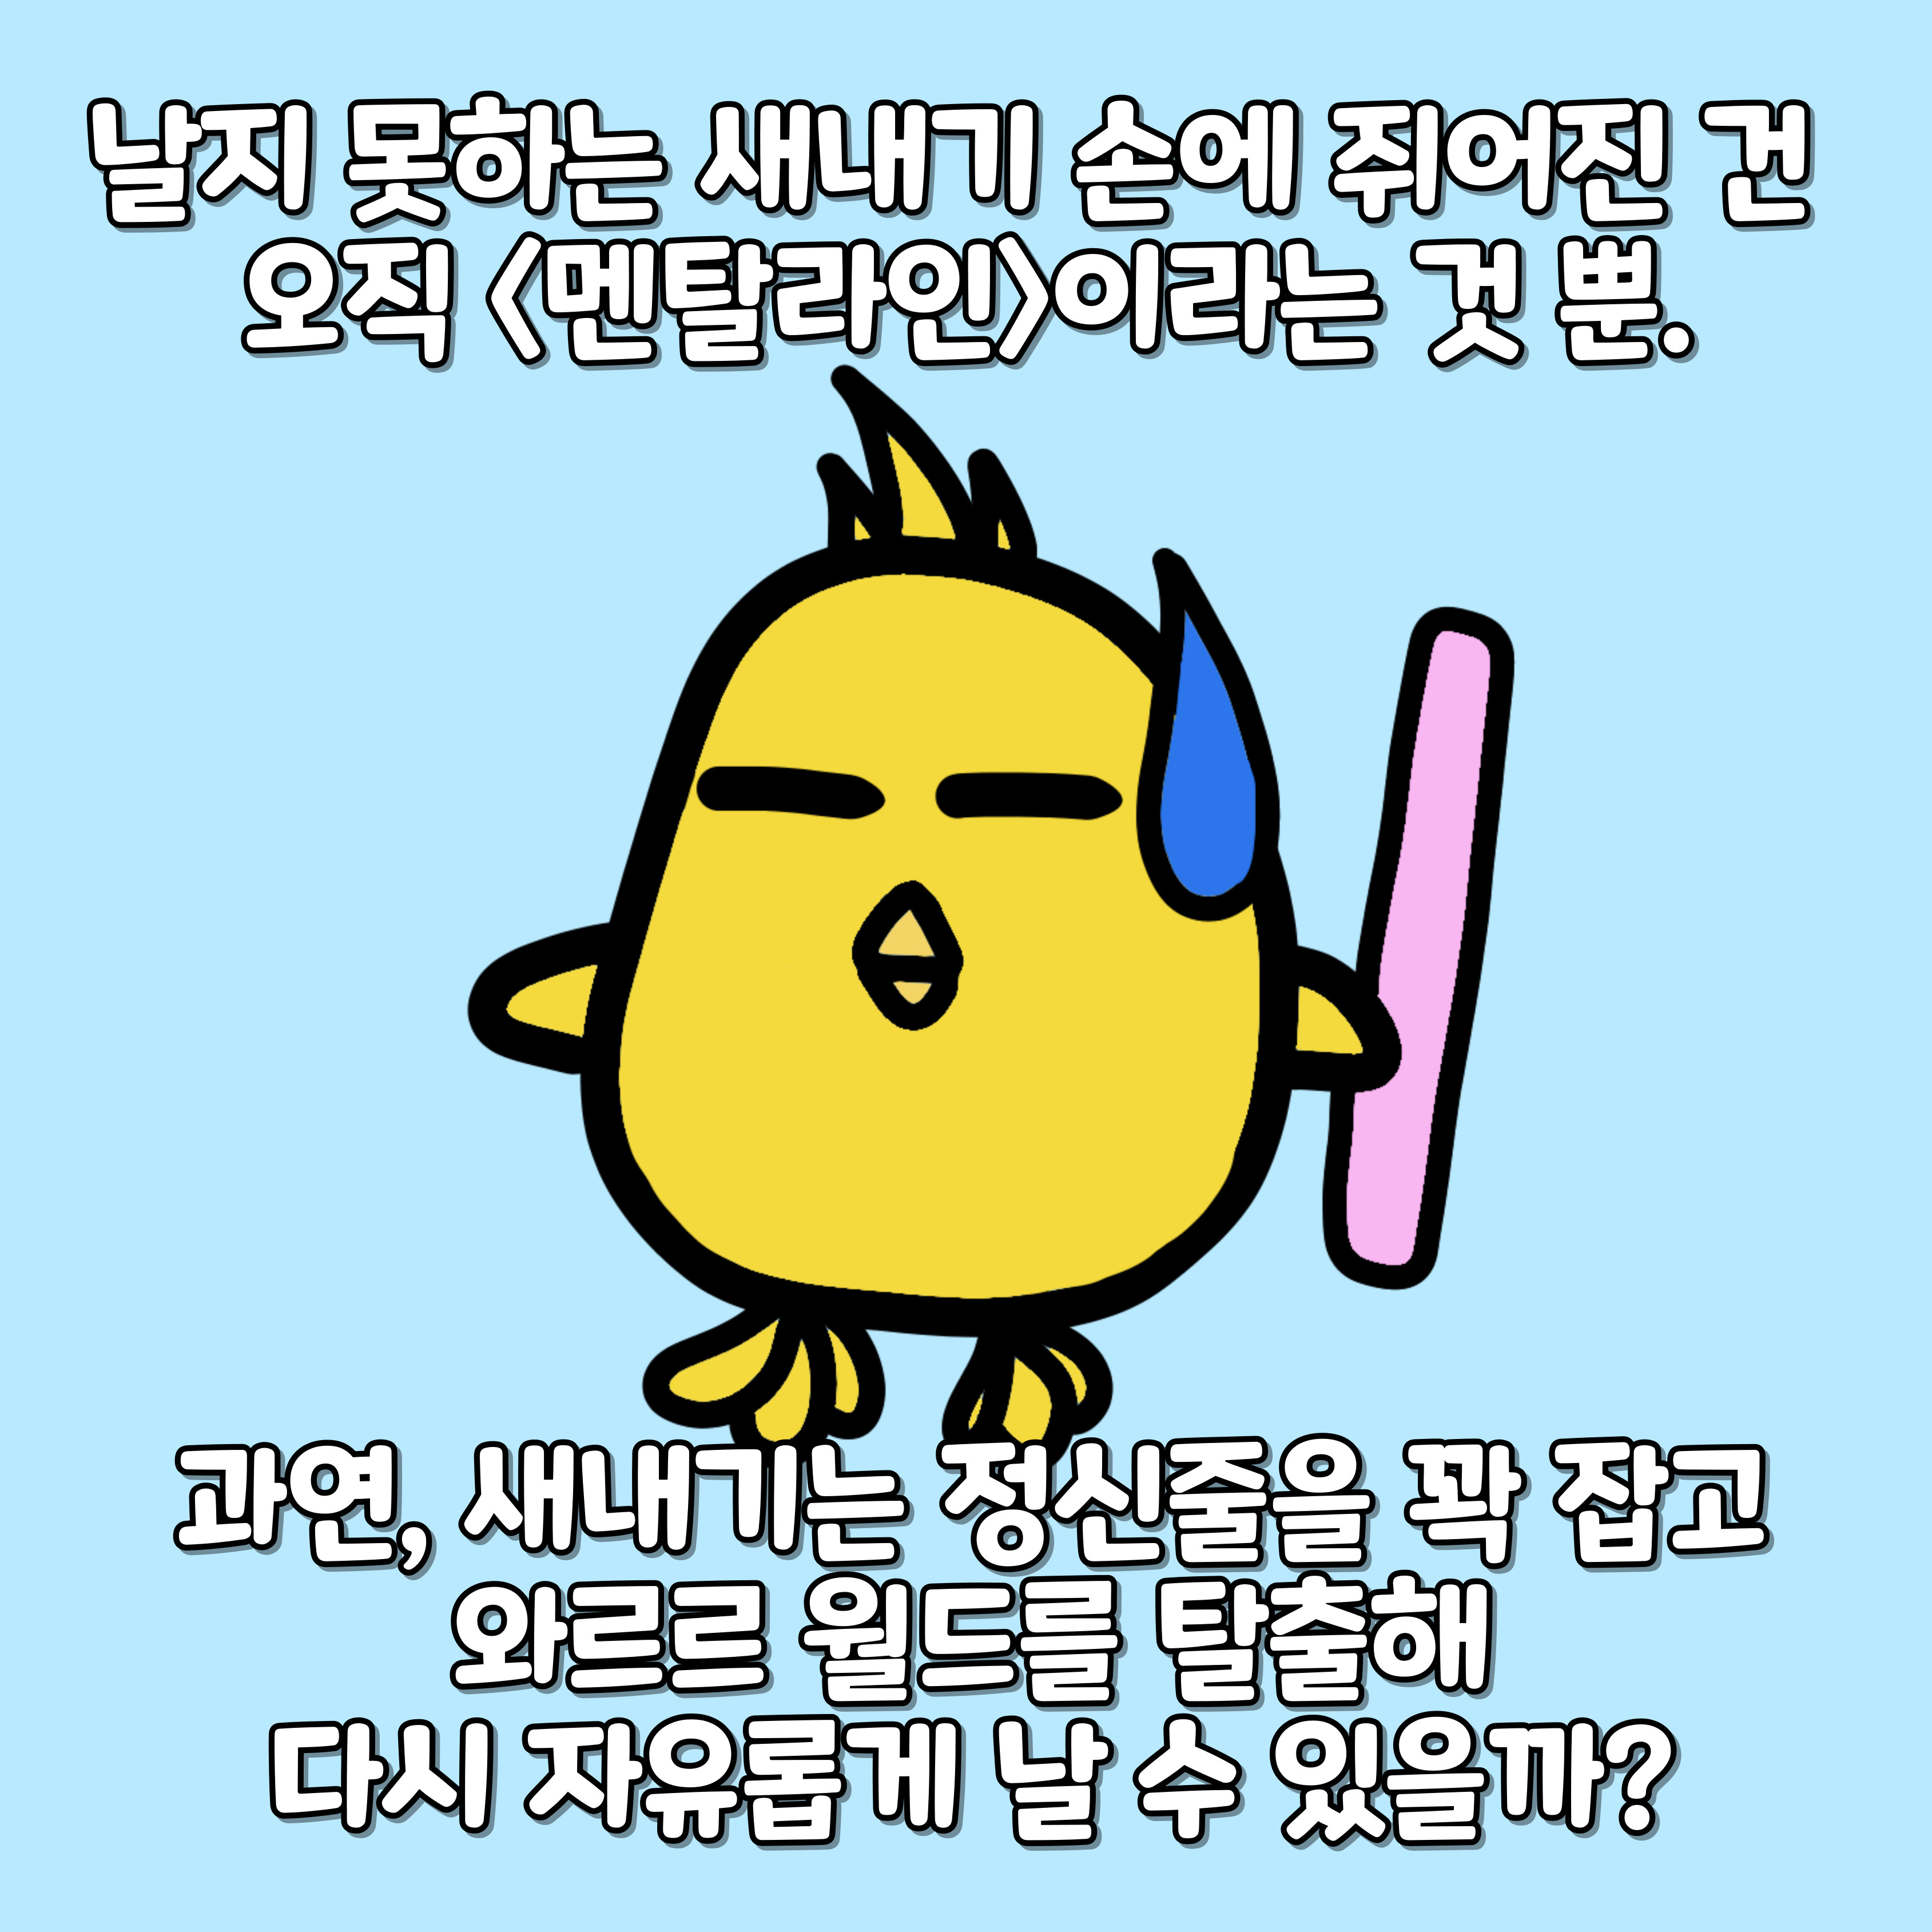 날지 못하는 새내기 손에 쥐어진 건
오직 <멘탈라인>이라는 것 뿐.
과연, 새내기는 정신줄을 꽉 잡고
와르르 월드를 탈출해
다시 자유롭게 날 수 있을까?